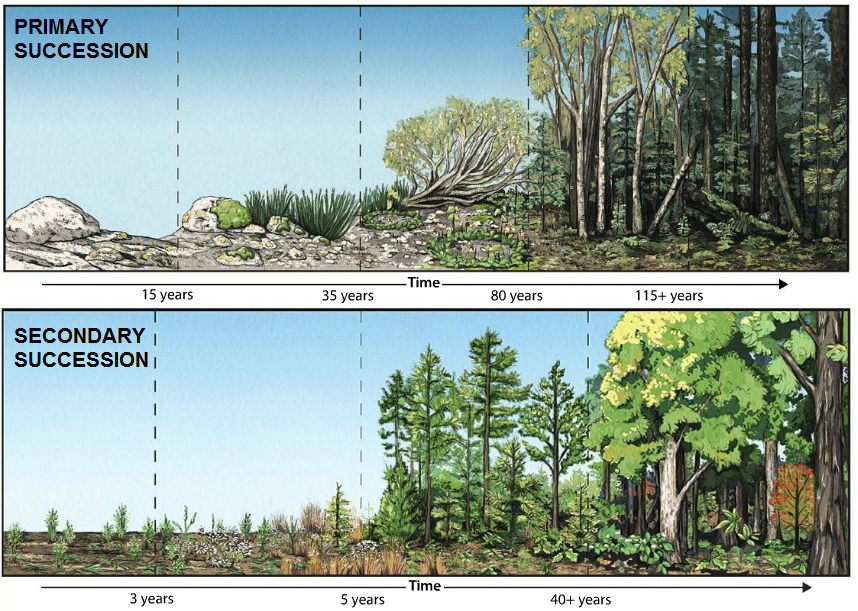 PRIMARY
SUCCESSION
Time
15 years
35 years
80 years
115+ years
SECONDARY
SUCCESSION
Time
3 years
5 years
40+ years